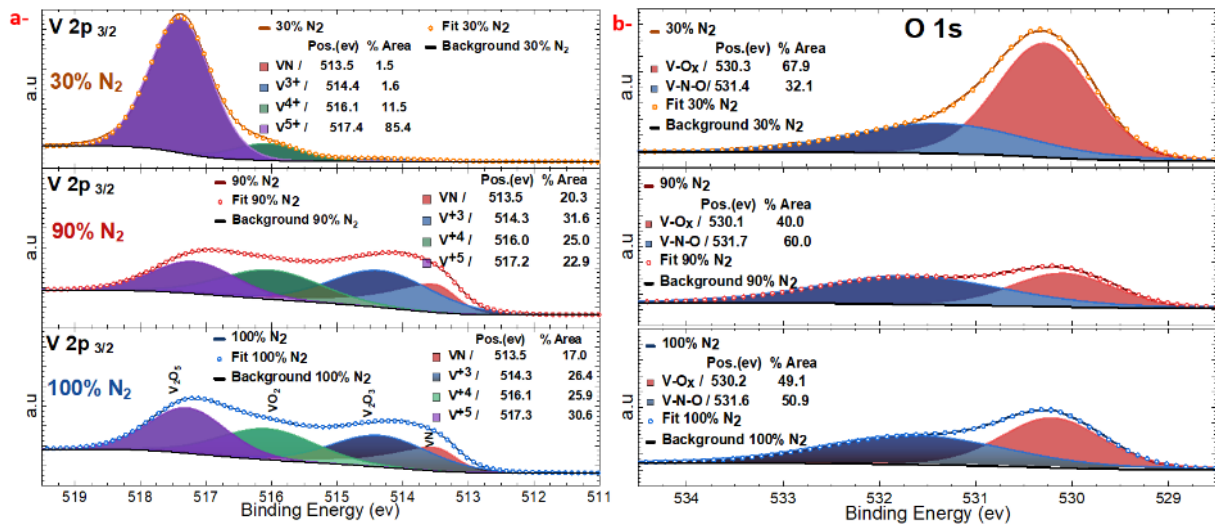 a-
V 2p 3/2
30% N2
30% N2
Fit 30% N2
Background 30% N2
Pos.(ev) % Area
VN / 513.5 1.5
V3+ / 514.4 1.6
V4+ / 516.1 11.5
V5+ / 517.4 85.4
a.u
V 2p 3/2
90% N2
90% N2
Fit 90% N2
Background 90% N2
Pos.(ev) % Area
VN / 513.5 20.3
V+3 / 514.3 31.6
V+4 / 516.0 25.0
V+5 / 517.2 22.9
a.u
V 2p 3/2
100% N2
100% N2
Fit 100% N2
Background 100% N2
Pos.(ev) % Area
VN / 513.5 17.0
V+3 / 514.3 26.4
V+4 / 516.1 25.9
V+5 / 517.3 30.6
V2O5
VO2
V2O3
VN
a.u
519 518 517 516 515 514 513 512 511
Binding Energy (ev)
b-
O 1s
30% N2
Pos.(ev) % Area
V-Ox / 530.3 67.9
V-N-O/ 531.4 32.1
Fit 30% N2
Background 30% N2
a.u
90% N2
Pos.(ev) % Area
V-Ox / 530.1 40.0
V-N-O/ 531.7 60.0
Fit 90% N2
Background 90% N2
a.u
100% N2
Pos.(ev) % Area
V-Ox / 530.2 49.1
V-N-O / 531.6 50.9
Fit 100% N2
Background 100% N2
a.u
534 533 532 531 530 529
Binding Energy (ev)